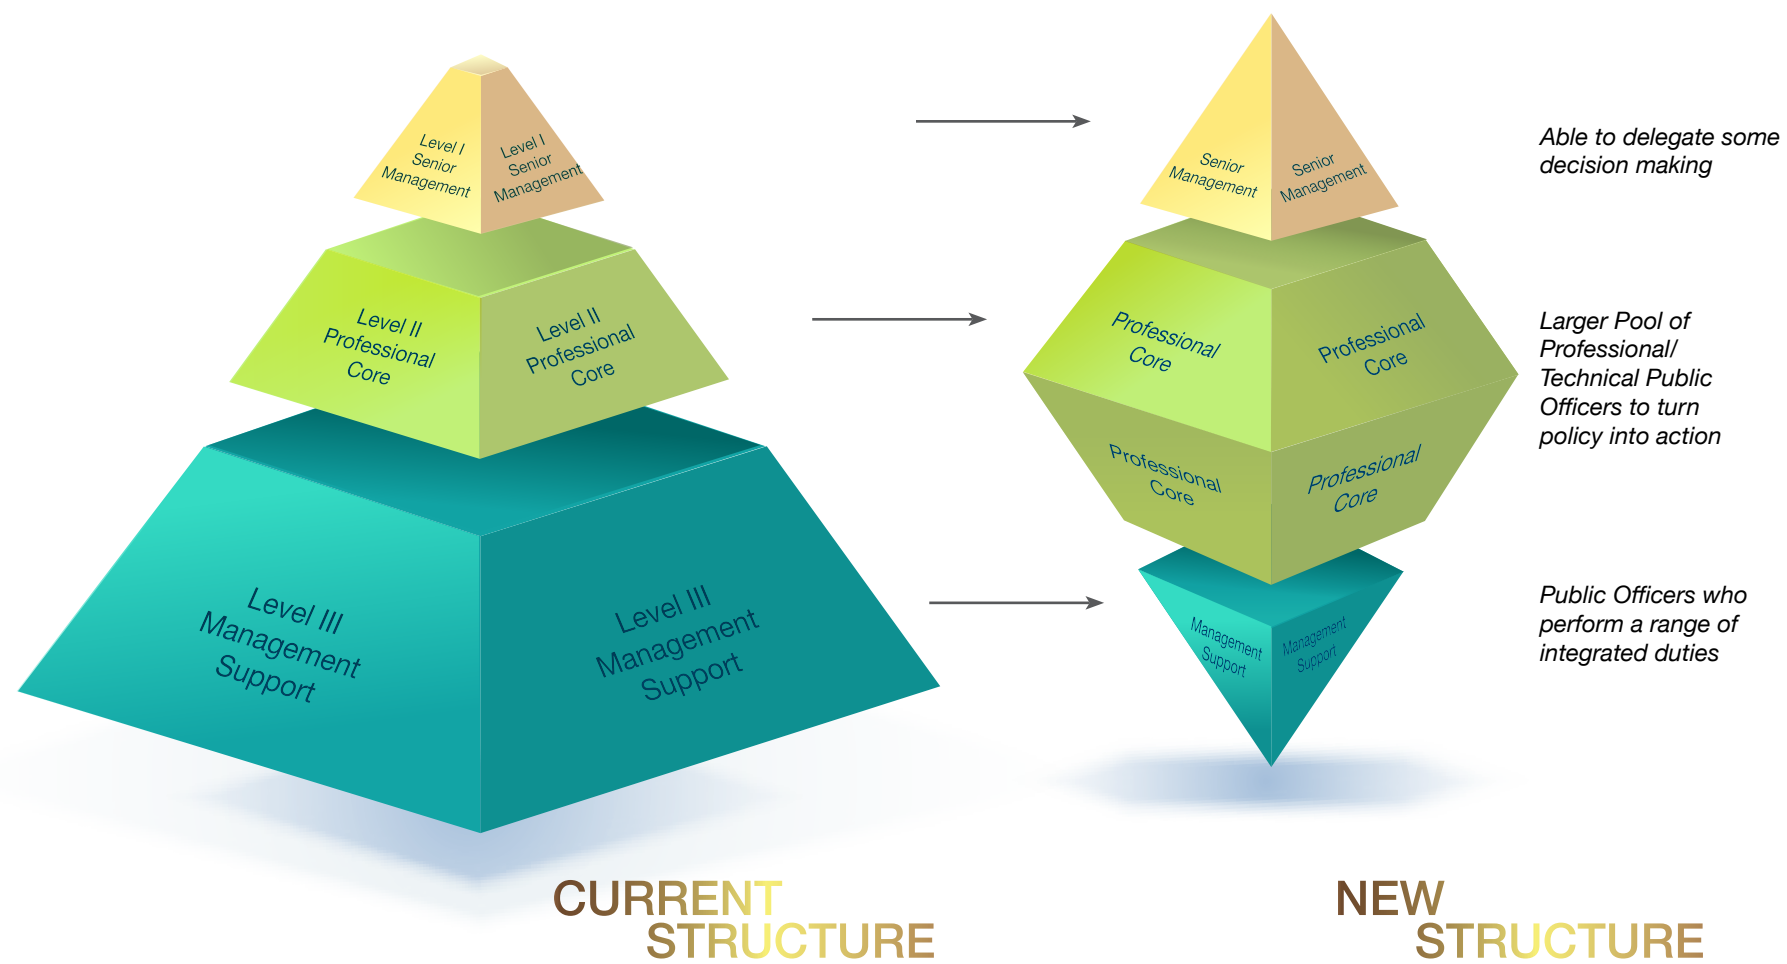 Level I
Senior
Management
Level I
Senior
Management
Level II
Professional
Core
Level II
Professional
Core
Level III
Management
Support
Level III
Management
Support
CURRENT
STRUCTURE
Senior
Management
Senior
Management
Professional
Core
Professional
Core
Professional
Core
Professional
Core
Management
Support
Management
Support
Able to delegate some
decision making
Larger Pool of
Professional/
Technical Public
Officers to turn
policy into action
Public Officers who
perform a range of
integrated duties
NEW
STRUCTURE